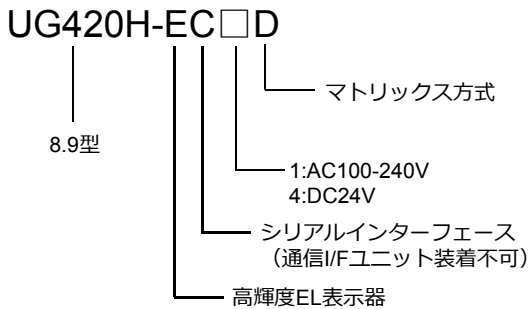 UG420H-EC□D
マトリックス方式
8.9型
1:AC100-240V
4:DC24V
シリアルインターフェース
（通信I/Fユニット装着不可）
高輝度EL表示器